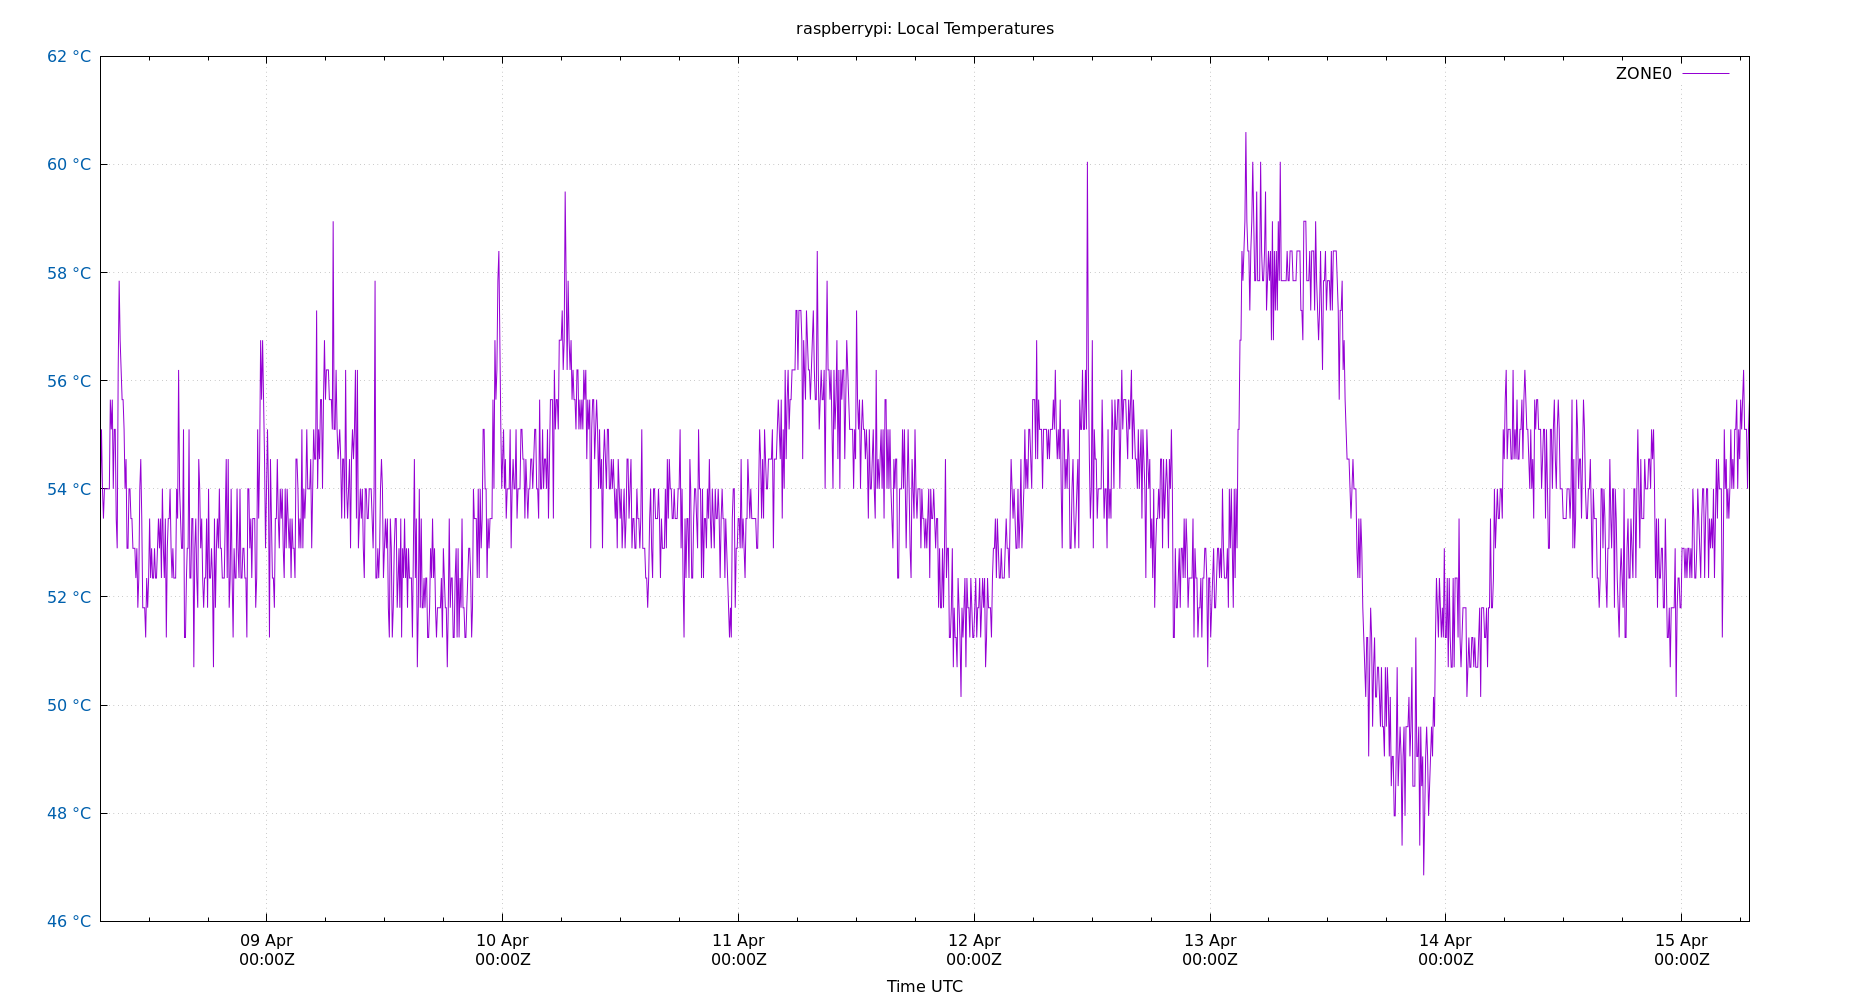 raspberrypi: Local Temperatures
62 °C
ZONE0
60 °C
58 °C
56 °C
54 °C
52 °C
50 °C
48 °C
46 °C
09 Apr 10 Apr 11 Apr 12 Apr 13 Apr 14 Apr 15 Apr
00:00Z 00:00Z 00:00Z 00:00Z 00:00Z 00:00Z 00:00Z
Time UTC